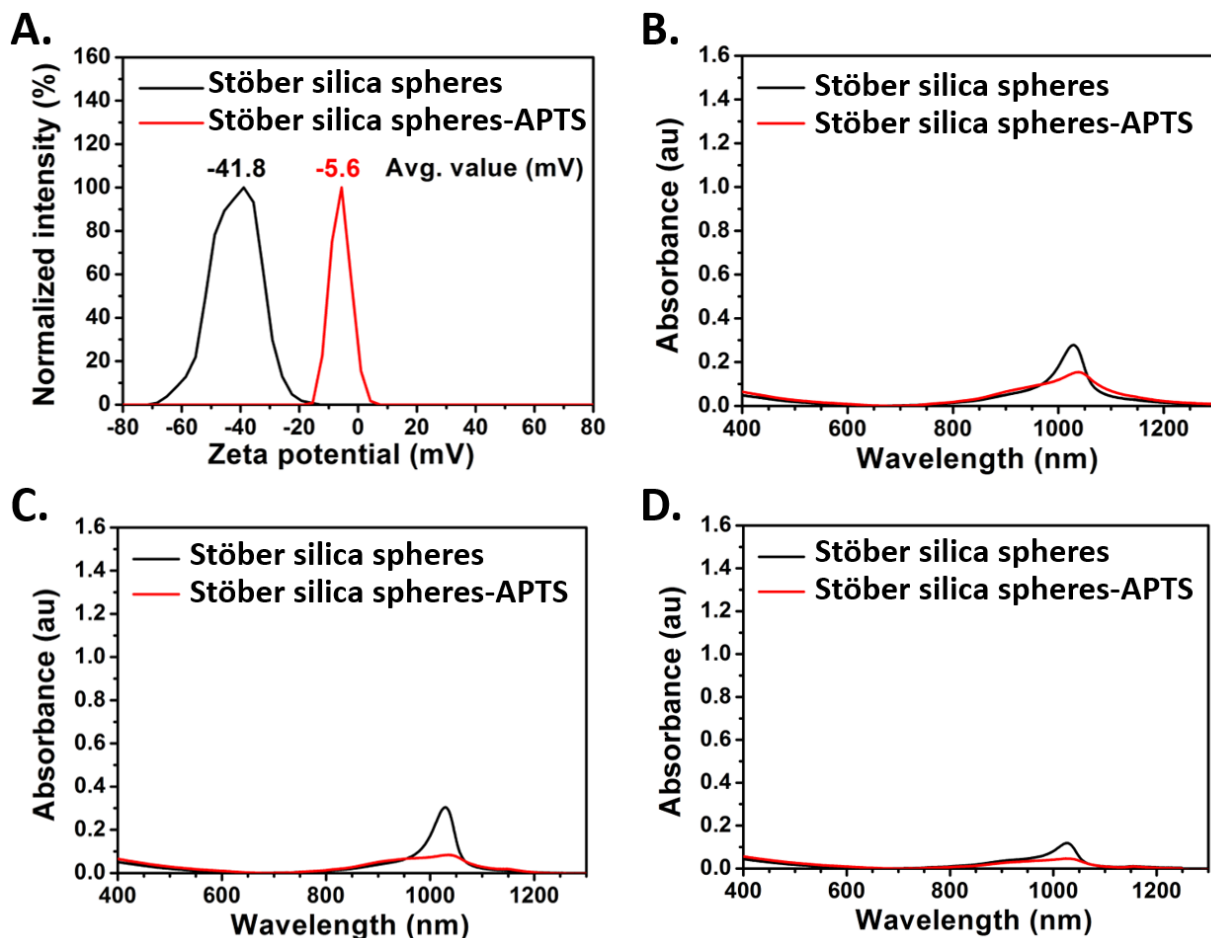 A.
160
140
120
100
80
60
40
20
0
Normalized intensity (%)
Stöber silica spheres
Stöber silica spheres-APTS
-41.8 -5.6 Avg. value (mV)
-80 -60 -40 -20 0 20 40 60 80
Zeta potential (mV)
B.
1.6
1.4
1.2
1.0
0.8
0.6
0.4
0.2
0.0
Absorbance (au)
Stöber silica spheres
Stöber silica spheres-APTS
400 600 800 1000 1200
Wavelength (nm)
C.
1.6
1.4
1.2
1.0
0.8
0.6
0.4
0.2
0.0
Absorbance (au)
Stöber silica spheres
Stöber silica spheres-APTS
400 600 800 1000 1200
Wavelength (nm)
D.
1.6
1.4
1.2
1.0
0.8
0.6
0.4
0.2
0.0
Absorbance (au)
Stöber silica spheres
Stöber silica spheres-APTS
400 600 800 1000 1200
Wavelength (nm)